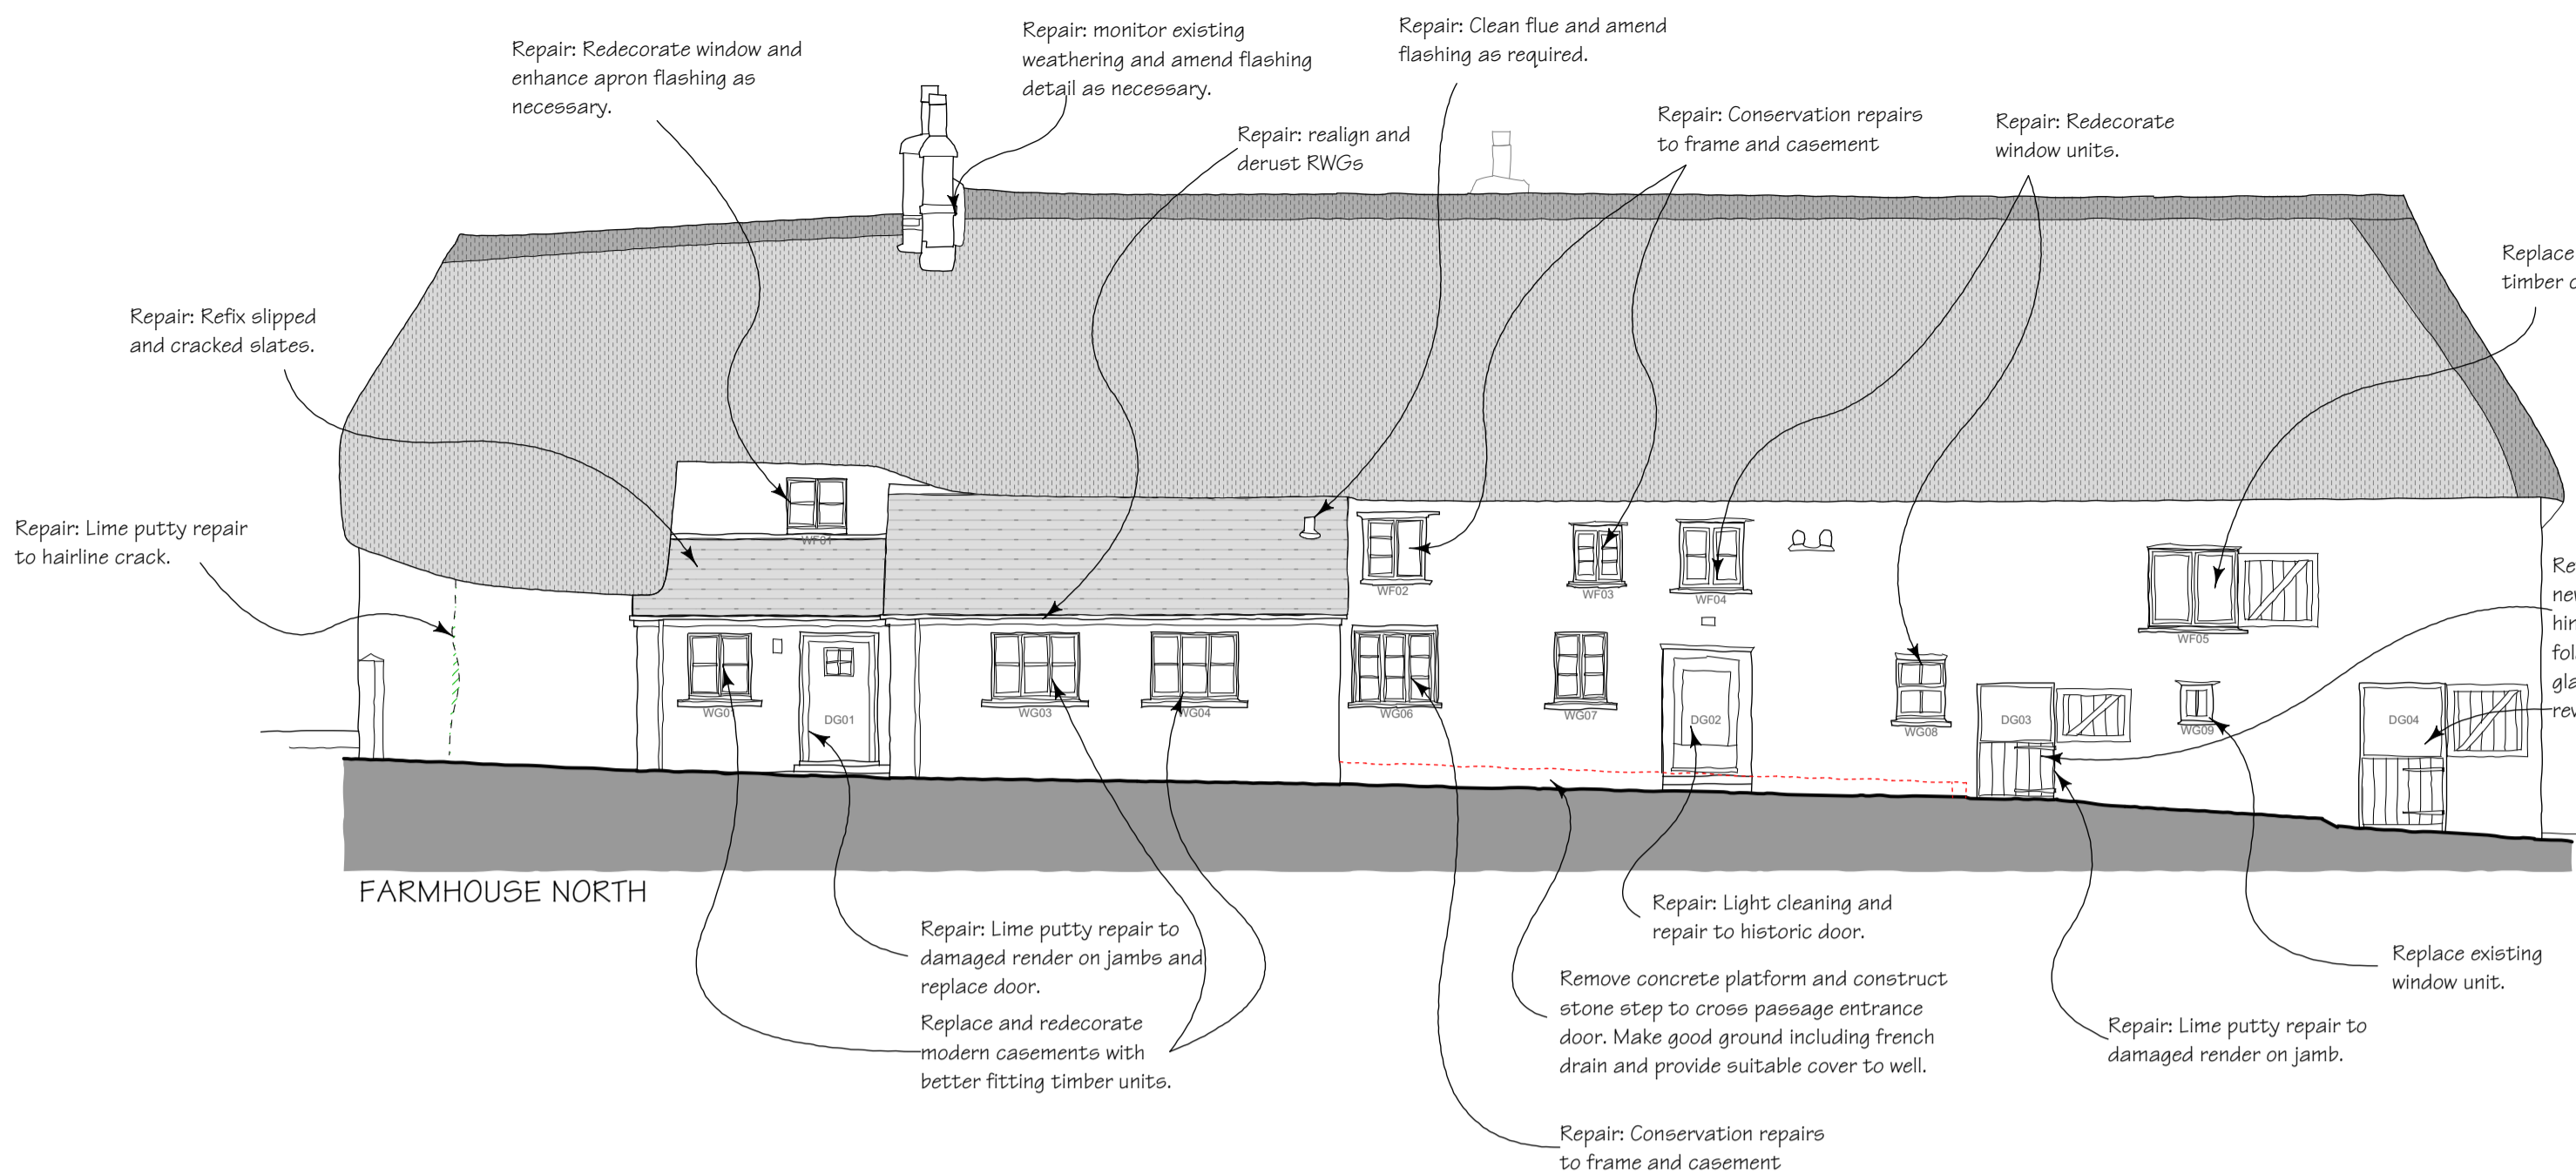 Repair: Redecorate window and
enhance apron flashing as
necessary.
Repair: monitor existing
weathering and amend flashing
detail as necessary.
Repair: Clean flue and amend
flashing as required.
Repair: realign and
derust RWGs
Repair: Conservation repairs
to frame and casement
Repair: Redecorate
window units.
Replace
timber
Repair: Refix slipped
and cracked slates.
Repair: Lime putty repair
to hairline crack.
WF01
WF02
WF03
WF04
WF05
WG01
DG01
WG03
WG04
WG06
WG07
DG02
WG08
DG03
WG09
DG04
FARMHOUSE NORTH
Repair: Lime putty repair to
damaged render on jambs and
replace door.
Replace and redecorate
modern casements with
better fitting timber units.
Repair: Light cleaning and
repair to historic door.
Remove concrete platform and construct
stone step to cross passage entrance
door. Make good ground including french
drain and provide suitable cover to well.
Repair: Conservation repairs
to frame and casement
Replace existing
window unit.
Repair: Lime putty repair to
damaged render on jamb.